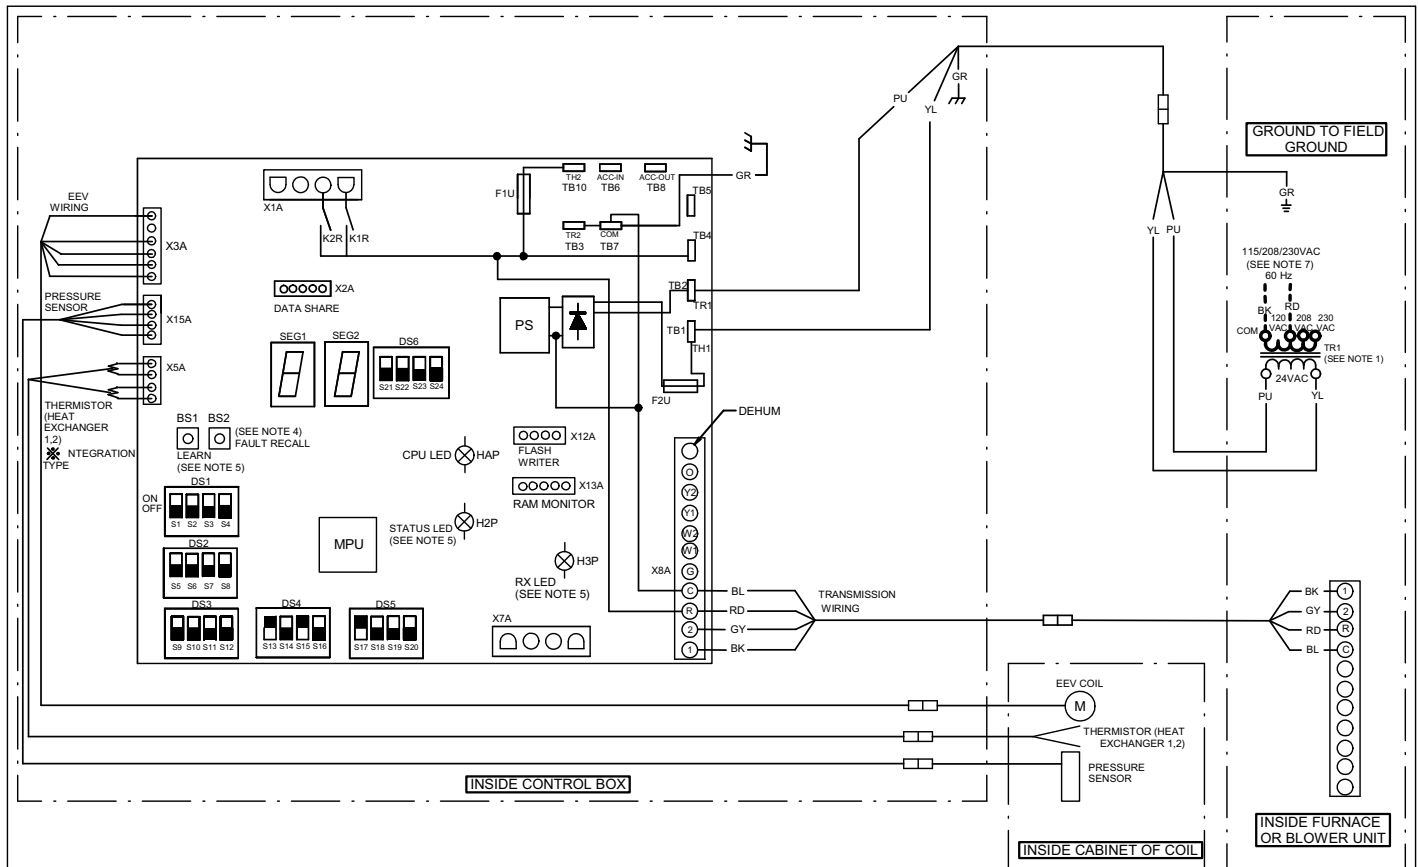 PU
GR
YL
GROUND TO FIELD
GROUND
GR
YL PU
115/208/230VAC
(SEE NOTE 7)
60 Hz
BK RD
120 208 230
COM VAC VAC VAC
TR1
(SEE NOTE 1)
24VAC
PU YL
EEV
WIRING
X3A
PRESSURE
SENSOR
X15A
X5A
THERMISTOR
(HEAT
EXCHANGER
1,2)
※ NTEGRATION
TYPE
X1A
K2R K1R
F1U
TH2
TB10
ACC-IN
TB6
ACC-OUT
TB8
GR
TB5
TR2
TB3
COM
TB7
TB4
X2A
DATA SHARE
PS
TB2
TR1
TB1
TH1
F2U
SEG1 SEG2 DS6
S21 S22 S23 S24
DEHUM
BS1 BS2
(SEE NOTE 4)
FAULT RECALL
LEARN
(SEE NOTE 5)
X12A
FLASH
WRITER
CPU LED HAP
X13A
RAM MONITOR
DS1
ON
OFF
S1 S2 S3 S4
DS2
S5 S6 S7 S8
DS3
S9 S10 S11 S12
DS4
S13 S14 S15 S16
DS5
S17 S18 S19 S20
MPU
STATUS LED
(SEE NOTE 5)
H2P
H3P
RX LED
(SEE NOTE 5)
X7A
X8A
O
Y2
Y1
W2
W1
G
C BL
R RD
2 GY
1 BK
TRANSMISSION
WIRING
BK 1
GY 2
RD R
BL C
EEV COIL
M
THERMISTOR (HEAT
EXCHANGER 1,2)
PRESSURE
SENSOR
INSIDE CONTROL BOX
INSIDE CABINET OF COIL
INSIDE FURNACE
OR BLOWER UNIT